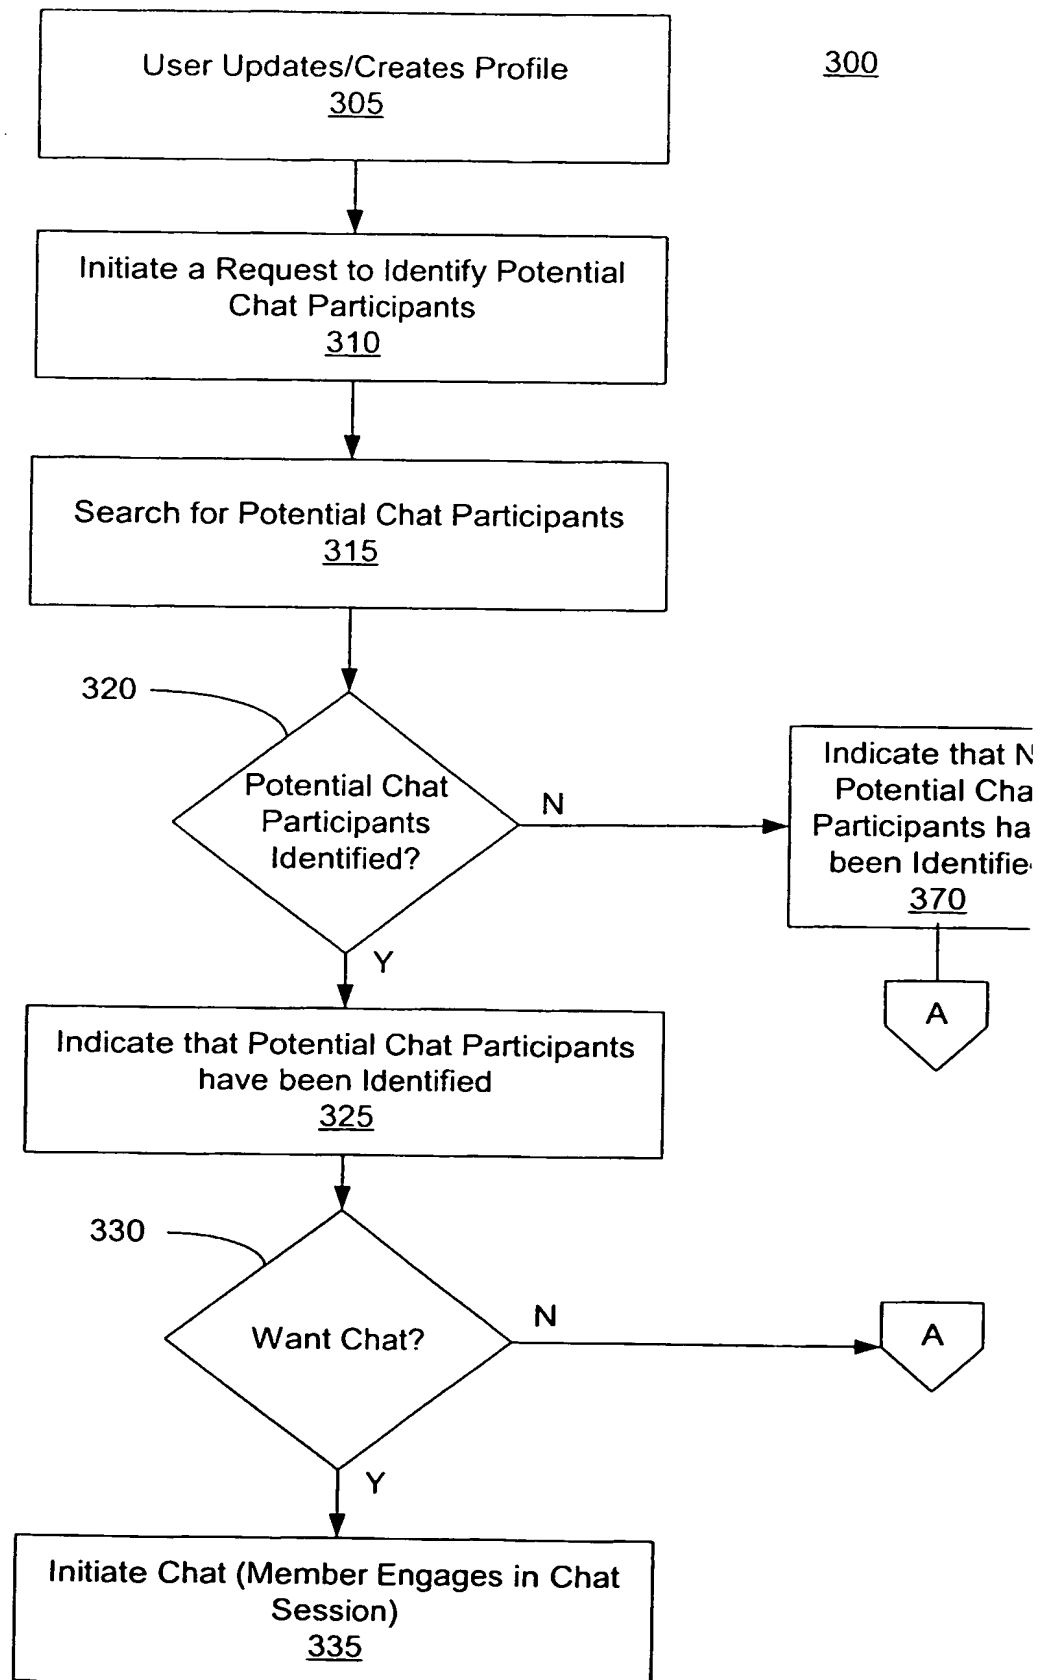 300
User Updates/Creates Profile
305
Initiate a Request to Identify Potential
Chat Participants
310
Search for Potential Chat Participants
315
320
Potential Chat
Participants
Identified?
N
Indicate that
Potential
Participants
been
370
A
Y
Indicate that Potential Chat Participants
have been Identified
325
330
Want Chat?
N
A
Y
Initiate Chat (Member Engages in Chat
Session)
335